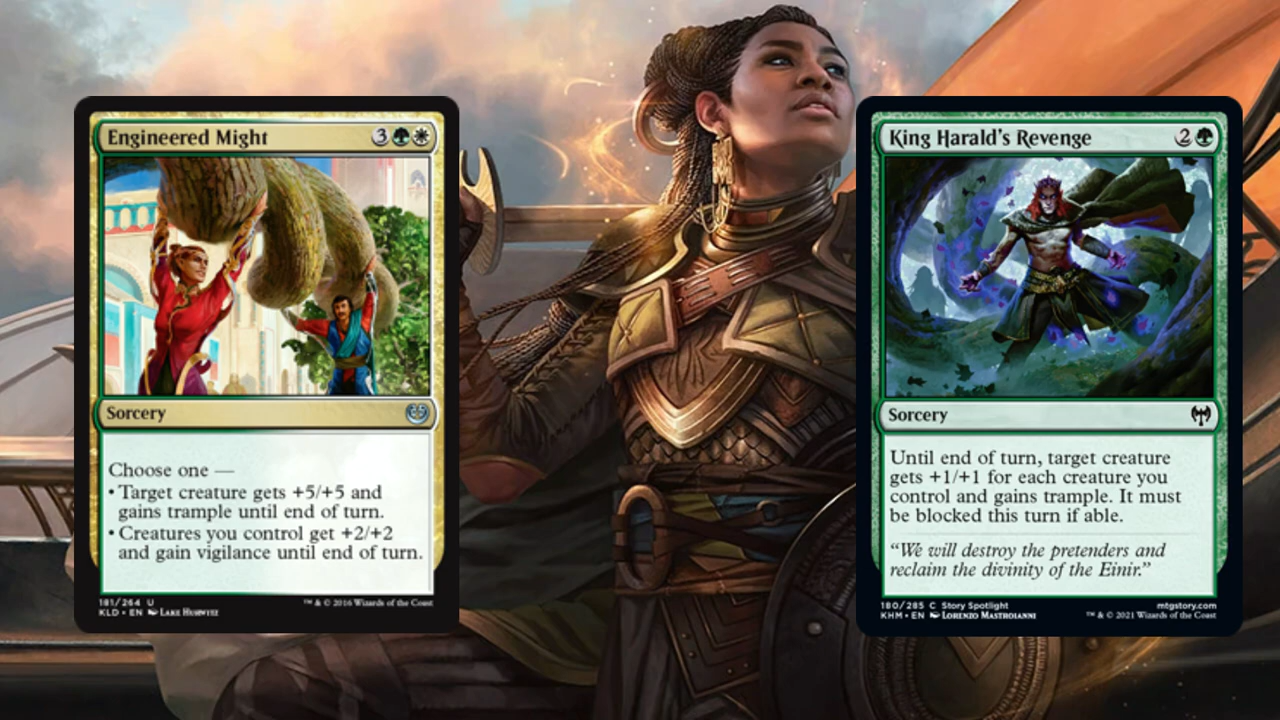 Engineered Might 3
Sorcery
Choose one —
• Target creature gets +5/+5 and
gains trample until end of turn.
• Creatures you control get +2/+2
and gain vigilance until end of turn.
181/264 U
KLD • EN Lake Hurwitz
™ & © 2016 Wizards of the Coast
King Harald's Revenge 2
Sorcery
Until end of turn, target creature
gets +1/+1 for each creature you
control and gains trample. It must
be blocked this turn if able.
“We will destroy the pretenders and
reclaim the divinity of the Einir.”
180/285 C Story Spotlight mtgstory.com
KHM • EN Lorenzo Mastroianni ™ & © 2021 Wizards of the Coast